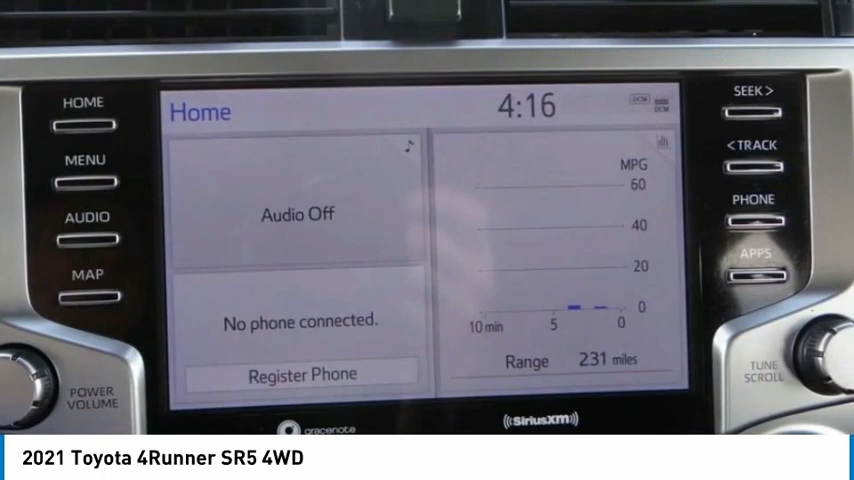 HOME
MENU
AUDIO
MAP
POWER
VOLUME
Home
4:16
DCM
DCM
Audio Off
No phone connected.
Register Phone
MPG
60
40
20
0
10 min 5 0
Range 231 miles
gracenote
SiriusXM
SEEK >
< TRACK
PHONE
APPS
TUNE
SCROLL
2021 Toyota 4Runner SR5 4WD